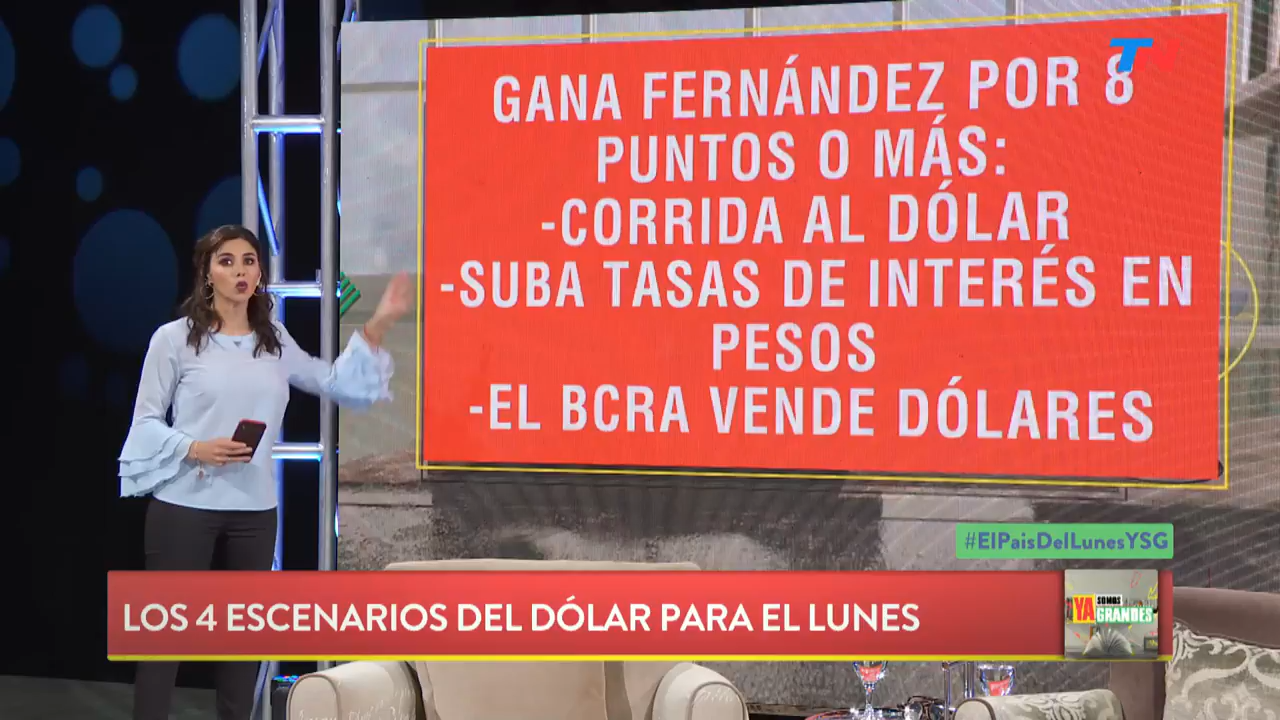 TN
GANA FERNÁNDEZ POR 8
PUNTOS O MÁS:
-CORRIDA AL DÓLAR
-SUBA TASAS DE INTERÉS EN
PESOS
-EL BCRA VENDE DÓLARES
#ElPaisDelLunesYSG
LOS 4 ESCENARIOS DEL DÓLAR PARA EL LUNES
YA SOMOS
GRANDES